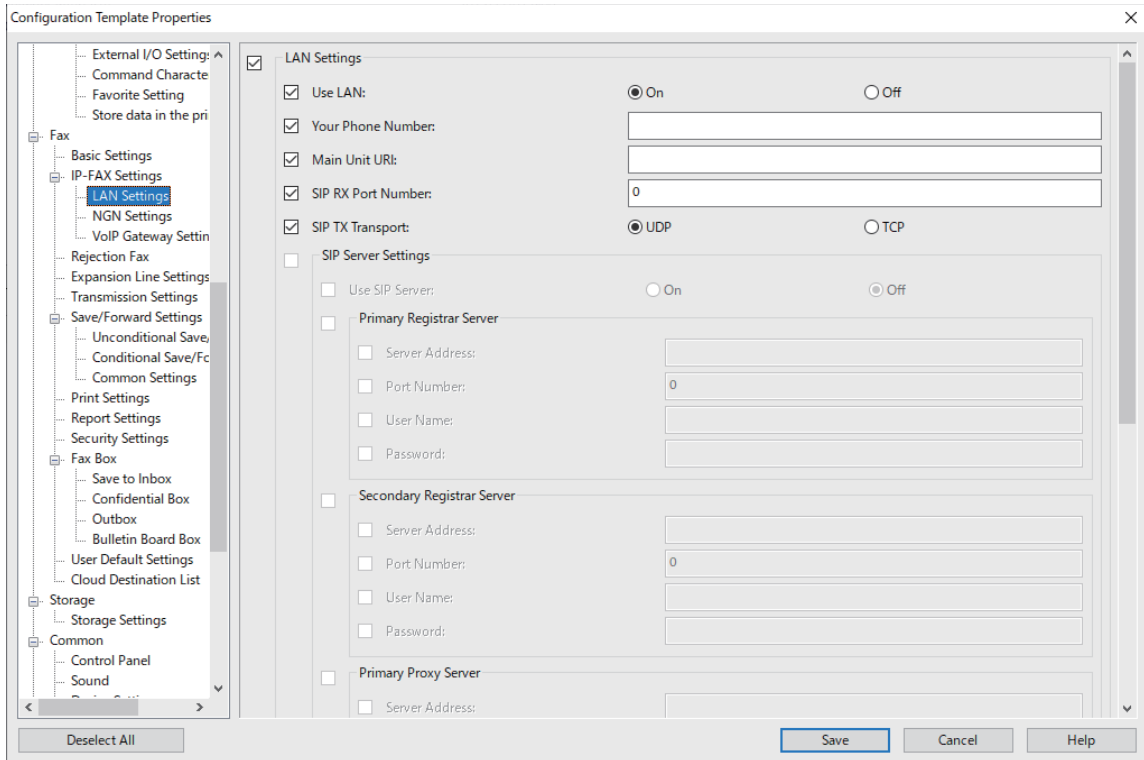 Configuration Template Properties
External I/O Setting
Command Characte
Favorite Setting
Store data in the pri
Fax
Basic Settings
IP-FAX Settings
LAN Settings
NGN Settings
VoIP Gateway Settin
Rejection Fax
Expansion Line Settings
Transmission Settings
Save/Forward Settings
Unconditional Save/
Conditional Save/Fo
Common Settings
Print Settings
Report Settings
Security Settings
Fax Box
Save to Inbox
Confidential Box
Outbox
Bulletin Board Box
User Default Settings
Cloud Destination List
Storage
Storage Settings
Common
Control Panel
Sound
LAN Settings
Use LAN: On Off
Your Phone Number:
Main Unit URI:
SIP RX Port Number: 0
SIP TX Transport: UDP TCP
SIP Server Settings
Use SIP Server: On Off
Primary Registrar Server
Server Address:
Port Number: 0
User Name:
Password:
Secondary Registrar Server
Server Address:
Port Number: 0
User Name:
Password:
Primary Proxy Server
Server Address:
Deselect All Save Cancel Help